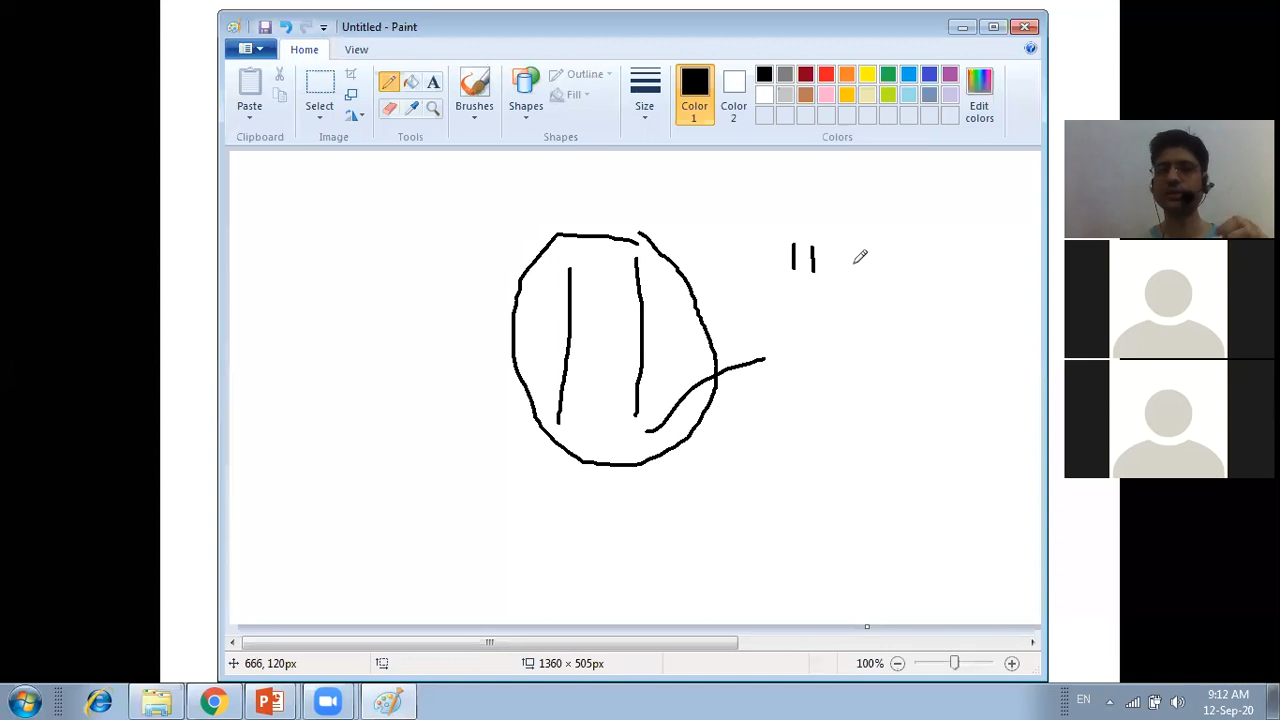 Untitled - Paint
Home View
Paste
Select
Brushes
Shapes
Outline
Fill
Size
Color 1
Color 2
Edit colors
Clipboard
Image
Tools
Shapes
Colors
A
11
666, 120px
1360 × 505px
100%
EN
9:12 AM
12-Sep-20